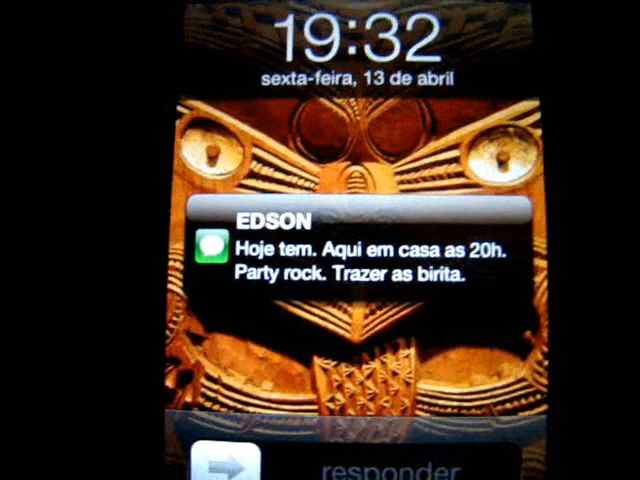 19:32
sexta-feira, 13 de abril
EDSON
Hoje tem. Aqui em casa as 20h.
Party rock. Trazer as birita.
responder